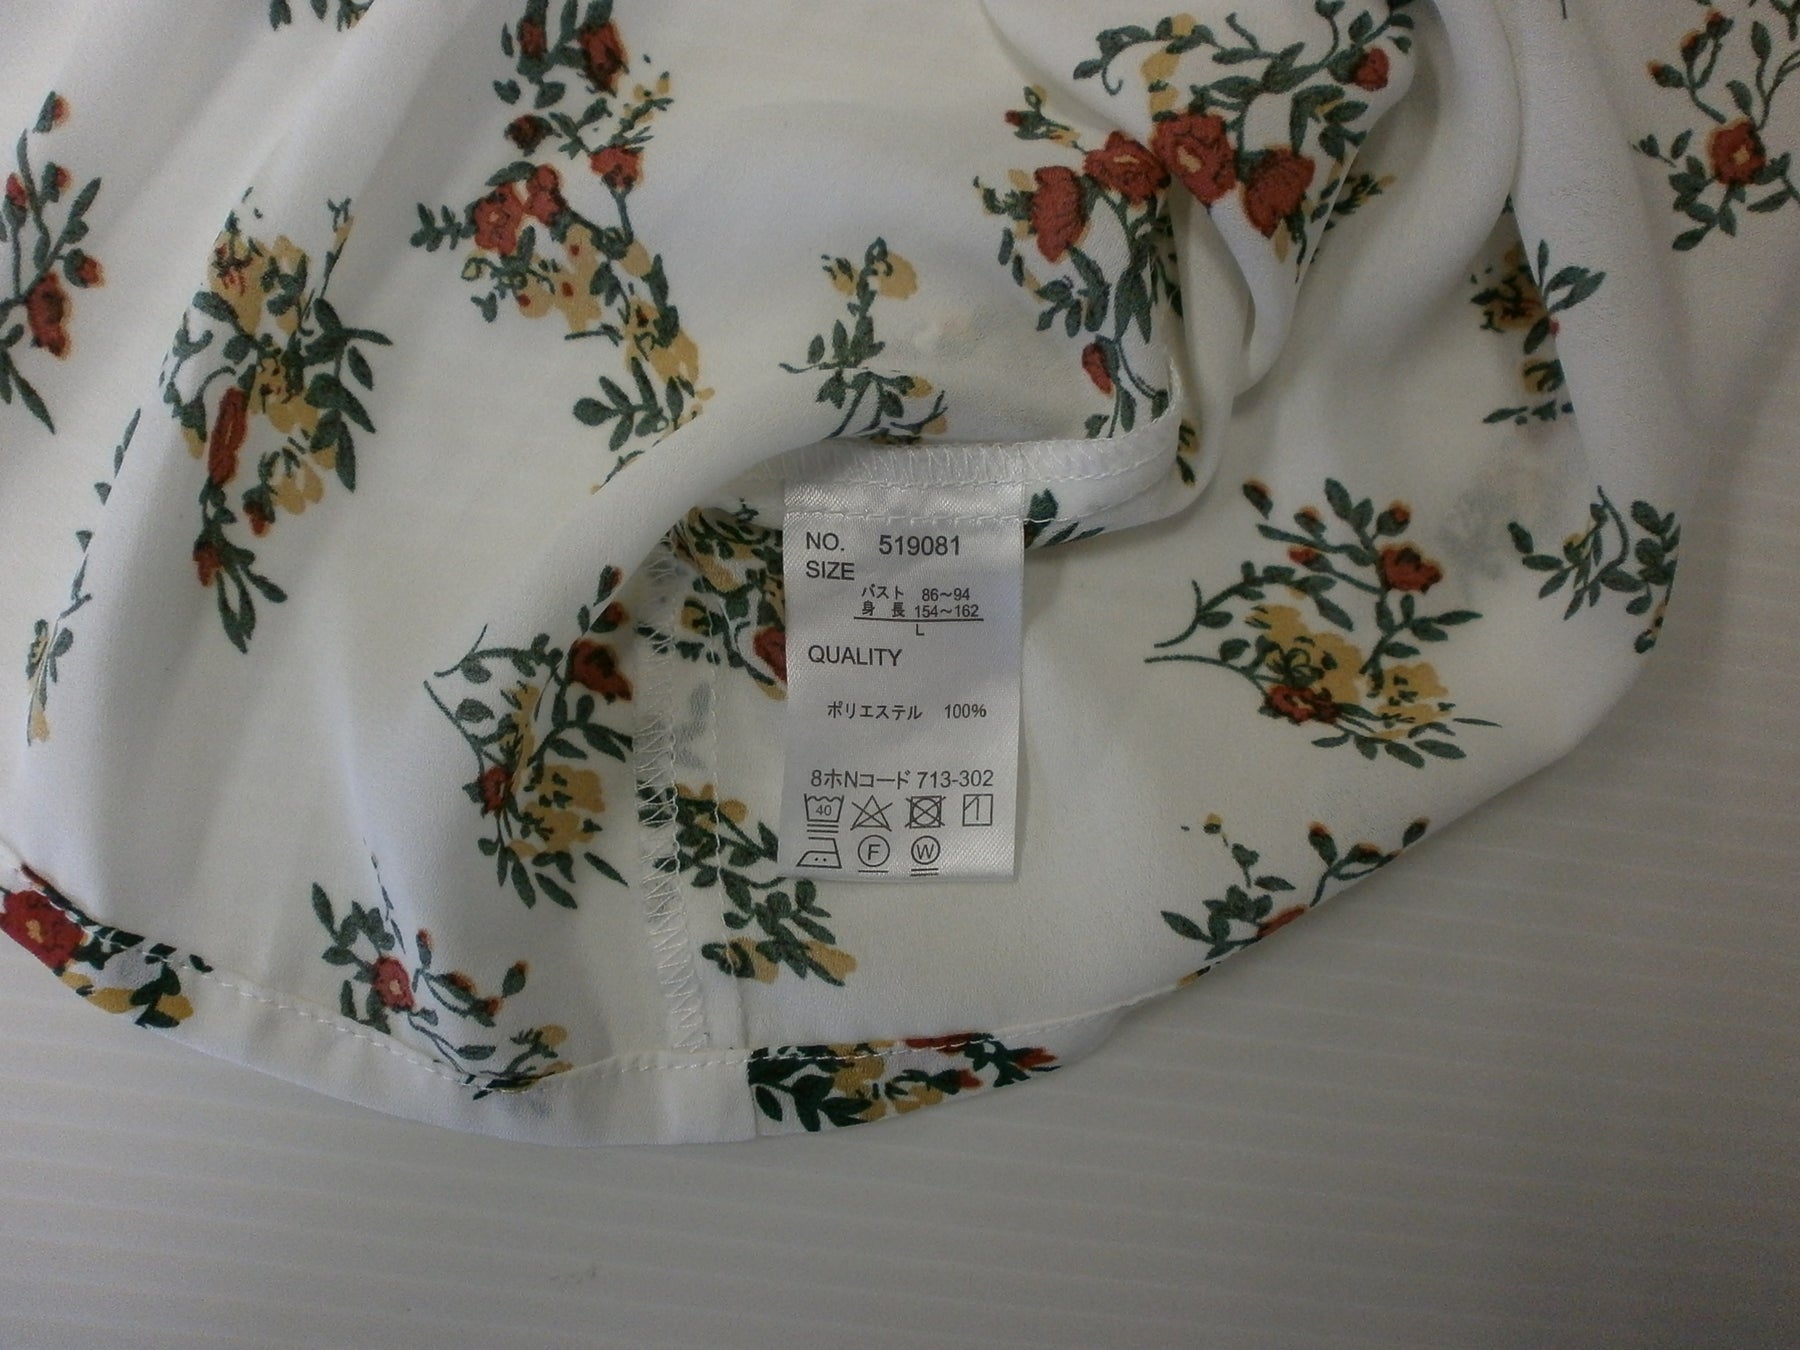 NO. 519081
SIZE
バスト 86～94
身 長 154～162
L
QUALITY
ポリエステル 100%
8ホNコード 713-302
40
F W